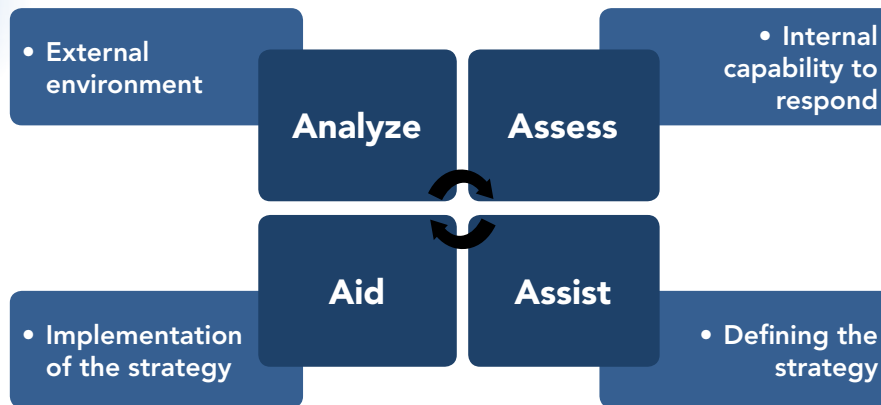 • External
environment
Analyze
Assess
• Internal
capability to
respond
Aid
Assist
• Implementation
of the strategy
• Defining the
strategy